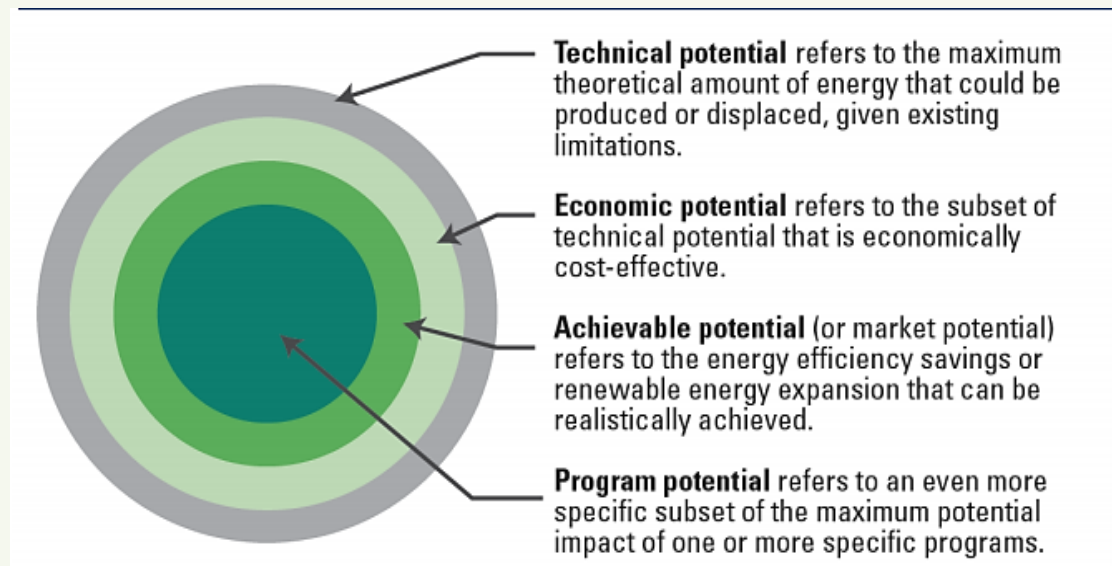 Technical potential refers to the maximum
theoretical amount of energy that could be
produced or displaced, given existing
limitations.
Economic potential refers to the subset of
technical potential that is economically
cost-effective.
Achievable potential (or market potential)
refers to the energy efficiency savings or
renewable energy expansion that can be
realistically achieved.
Program potential refers to an even more
specific subset of the maximum potential
impact of one or more specific programs.